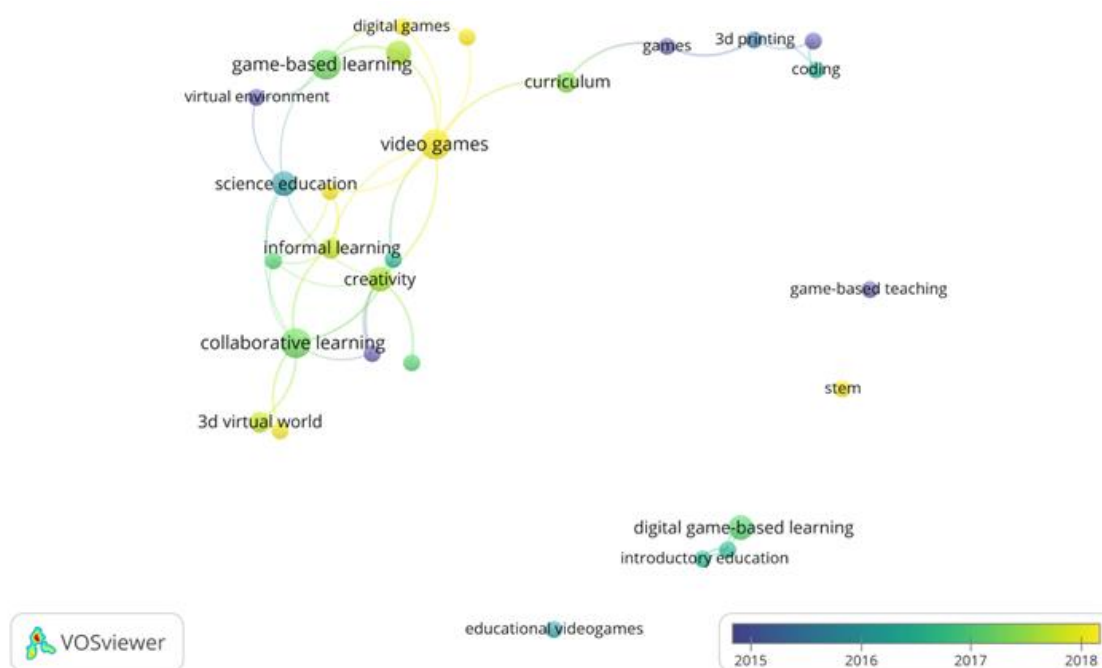 digital games
games
3d printing
game-based learning
coding
curriculum
virtual environment
video games
science education
informal learning
creativity
game-based teaching
collaborative learning
stem
3d virtual world
digital game-based learning
introductory education
educational videogames
VOSviewer
2015
2016
2017
2018